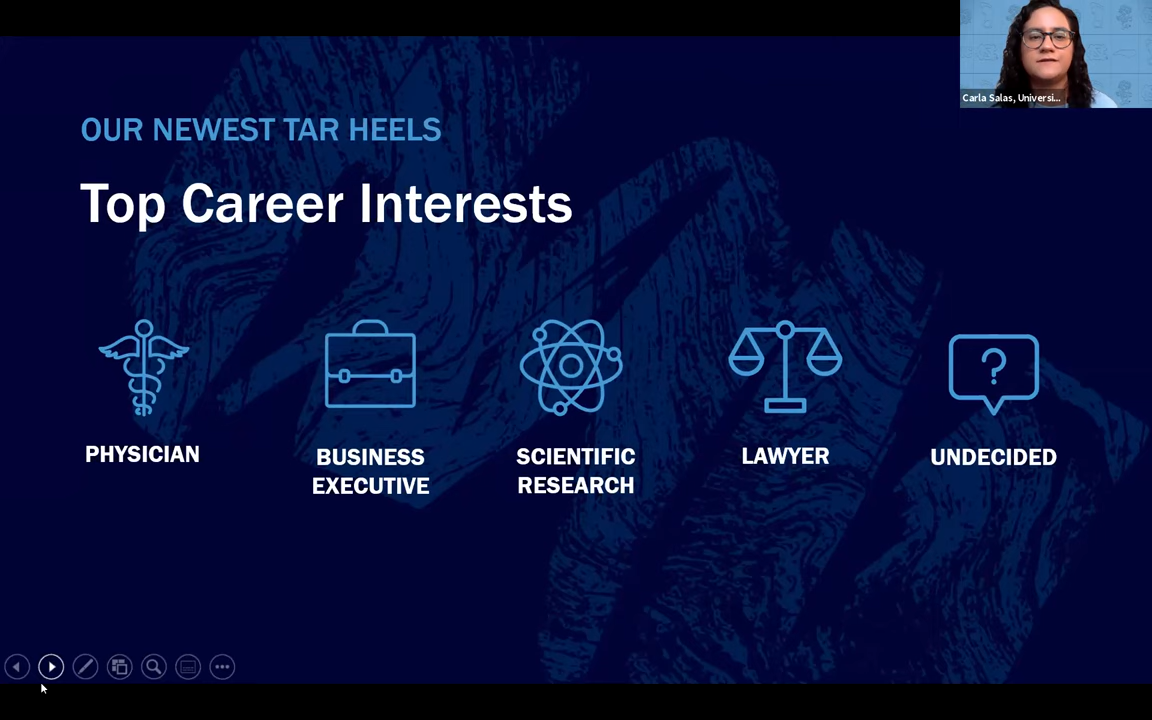 Carla Salas, Universi...
OUR NEWEST TAR HEELS
Top Career Interests
?
PHYSICIAN
BUSINESS
EXECUTIVE
SCIENTIFIC
RESEARCH
LAWYER
UNDECIDED